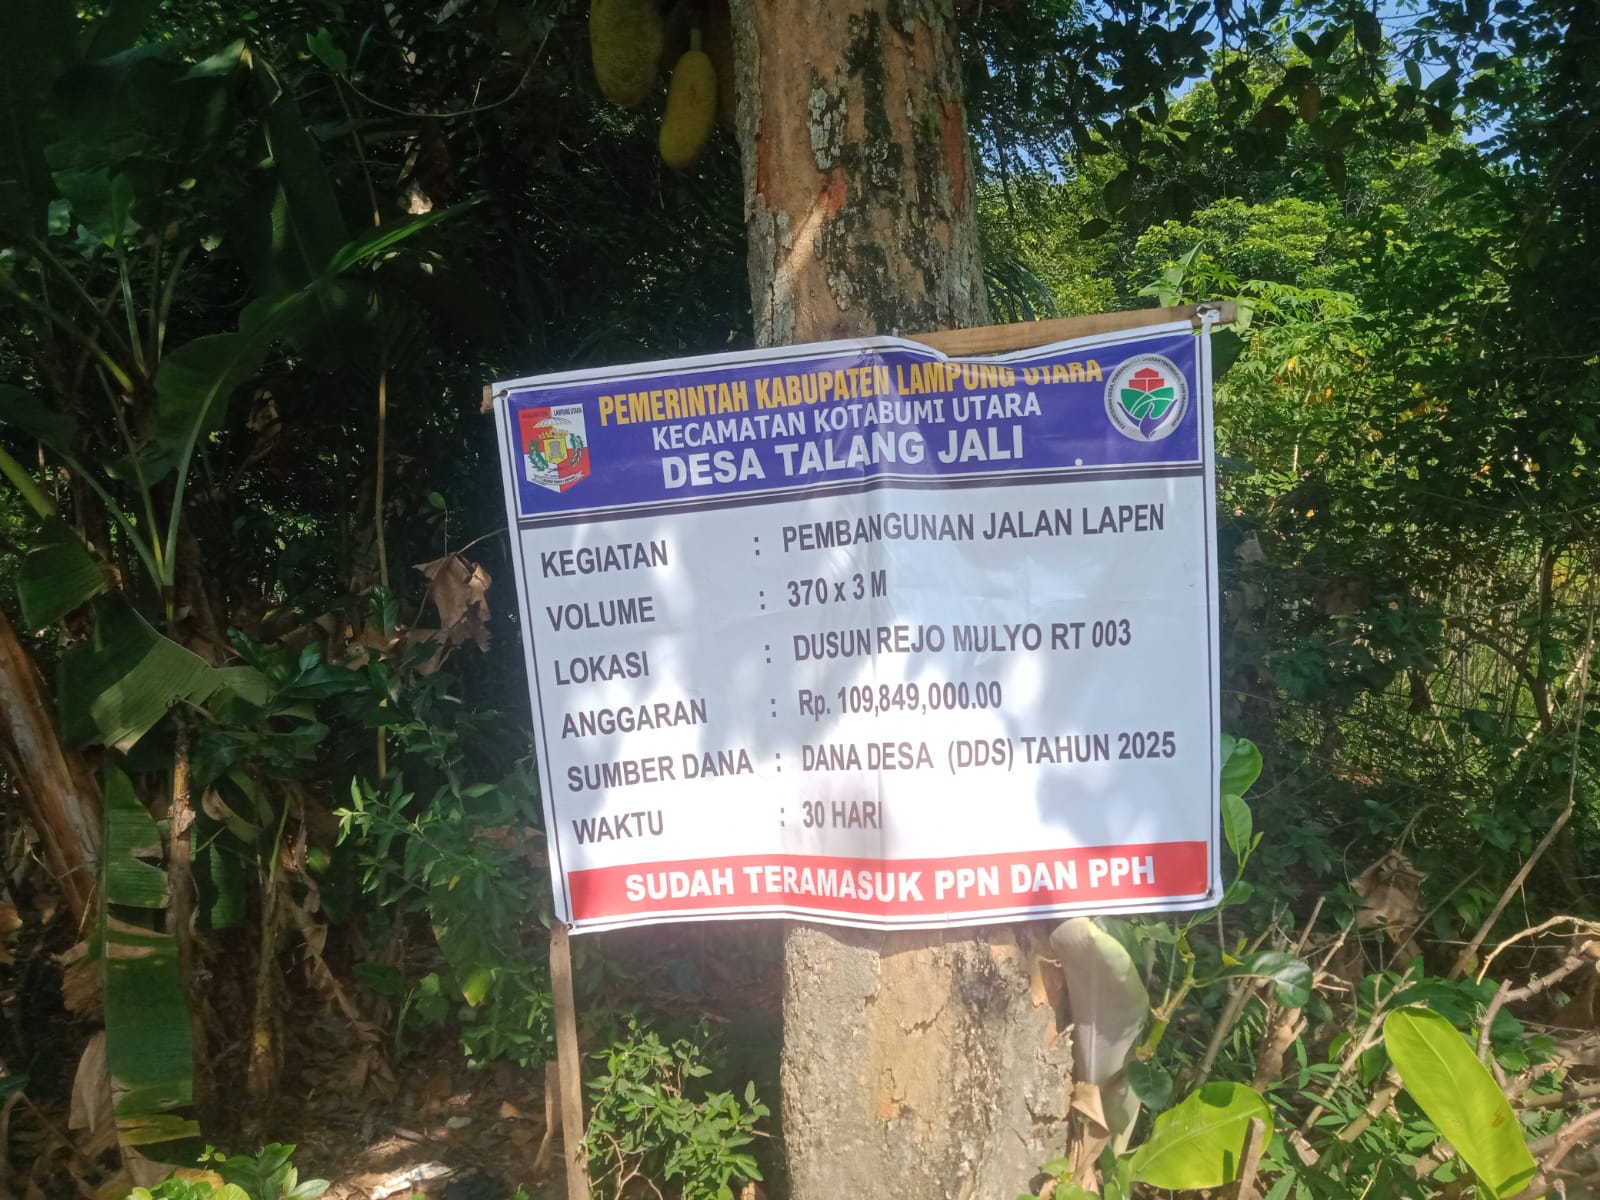 PEMERINTAH KABUPATEN LAMPUNG UTARA
KECAMATAN KOTABUMI UTARA
DESA TALANG JALI
LAMPUNG UTARA
KEGIATAN : PEMBANGUNAN JALAN LAPEN
VOLUME : 370 x 3 M
LOKASI : DUSUN REJO MULYO RT 003
ANGGARAN : Rp. 109,849,000.00
SUMBER DANA : DANA DESA (DDS) TAHUN 2025
WAKTU : 30 HARI
SUDAH TERAMASUK PPN DAN PPH